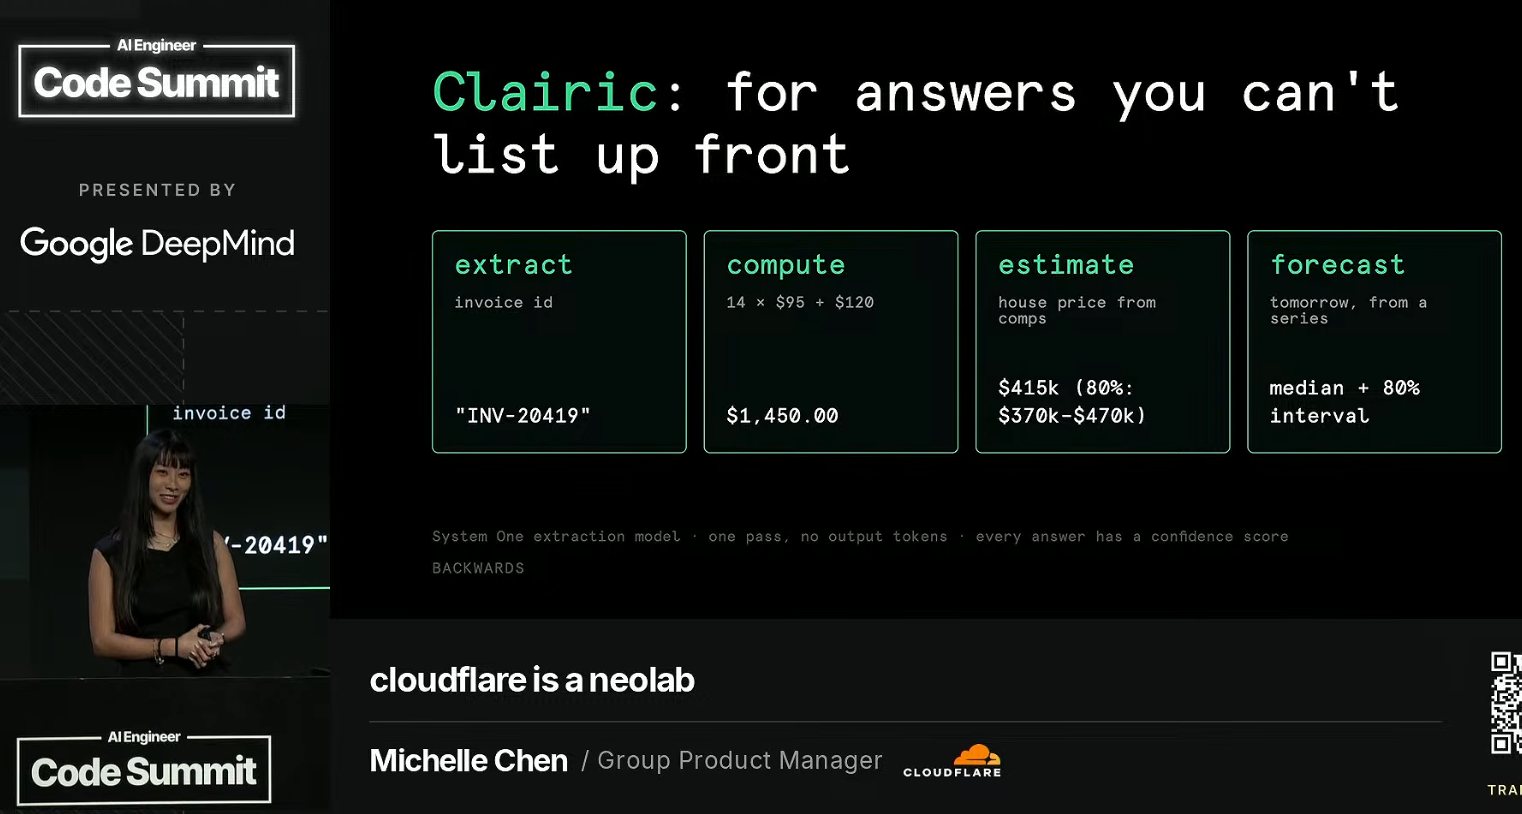 AI Engineer
Code Summit
PRESENTED BY
Google DeepMind
invoice id
-20419"
AI Engineer
Code Summit
Clairic: for answers you can't
list up front
extract
invoice id
"INV-20419"
compute
14 × $95 + $120
$1,450.00
estimate
house price from
comps
$415k (80%:
$370k-$470k)
forecast
tomorrow, from a
series
median + 80%
interval
System One extraction model · one pass, no output tokens · every answer has a confidence score
BACKWARDS
cloudflare is a neolab
Michelle Chen / Group Product Manager
CLOUDFLARE